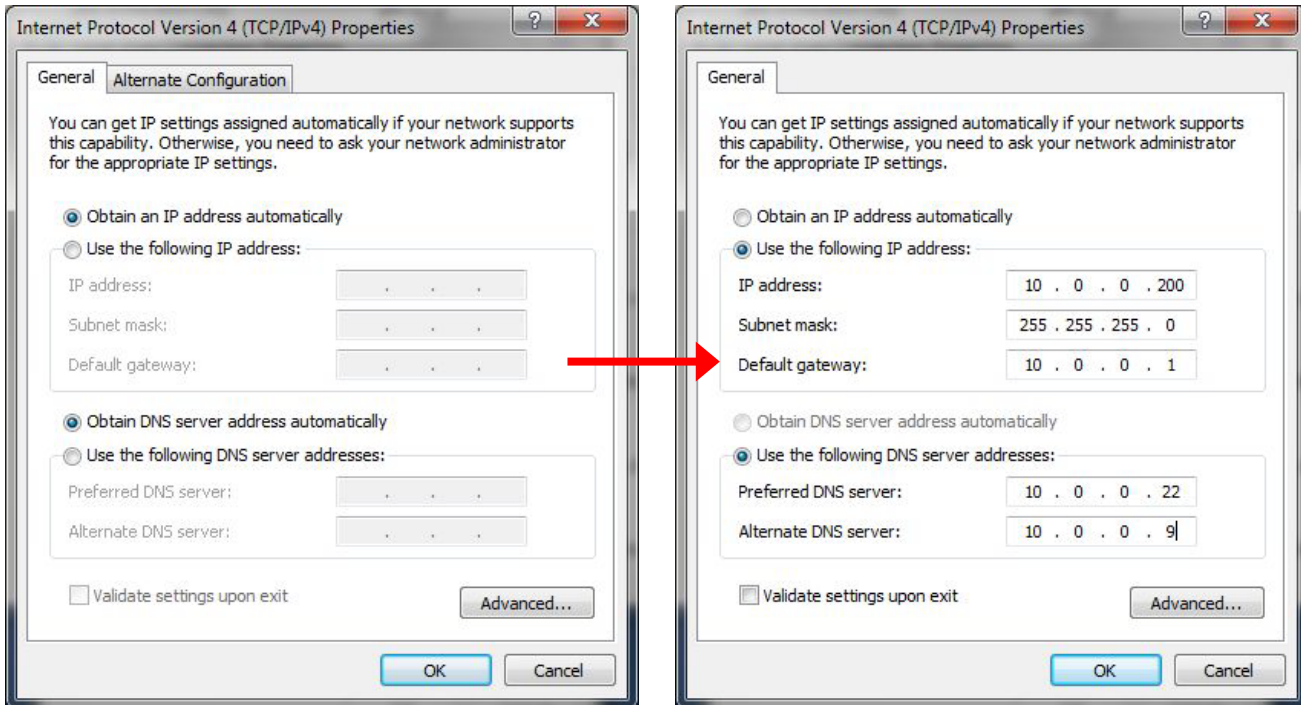 Internet Protocol Version 4 (TCP/IPv4) Properties
General
Alternate Configuration
You can get IP settings assigned automatically if your network supports
this capability. Otherwise, you need to ask your network administrator
for the appropriate IP settings.
Obtain an IP address automatically
Use the following IP address:
IP address: . . .
Subnet mask:
Default gateway: . . .
Obtain DNS server address automatically
Use the following DNS server addresses:
Preferred DNS server: . . .
Alternate DNS server: . . .
Validate settings upon exit
Advanced...
OK
Cancel
Internet Protocol Version 4 (TCP/IPv4) Properties
General
You can get IP settings assigned automatically if your network supports
this capability. Otherwise, you need to ask your network administrator
for the appropriate IP settings.
Obtain an IP address automatically
Use the following IP address:
IP address: 10 . 0 . 0 . 200
Subnet mask: 255 . 255 . 255 . 0
Default gateway: 10 . 0 . 0 . 1
Obtain DNS server address automatically
Use the following DNS server addresses:
Preferred DNS server: 10 . 0 . 0 . 22
Alternate DNS server: 10 . 0 . 0 . 9
Validate settings upon exit
Advanced...
OK
Cancel